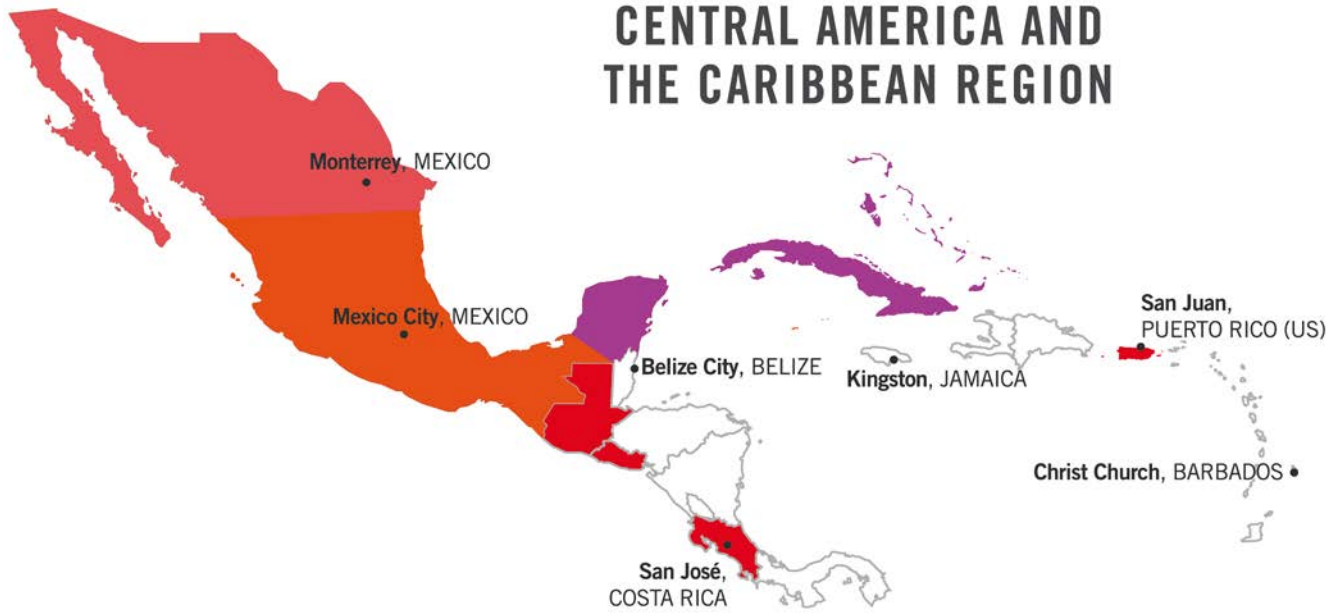 CENTRAL AMERICA AND
THE CARIBBEAN REGION
Monterrey, MEXICO
Mexico City, MEXICO
Belize City, BELIZE
Kingston, JAMAICA
San Juan,
PUERTO RICO (US)
Christ Church, BARBADOS
San José,
COSTA RICA